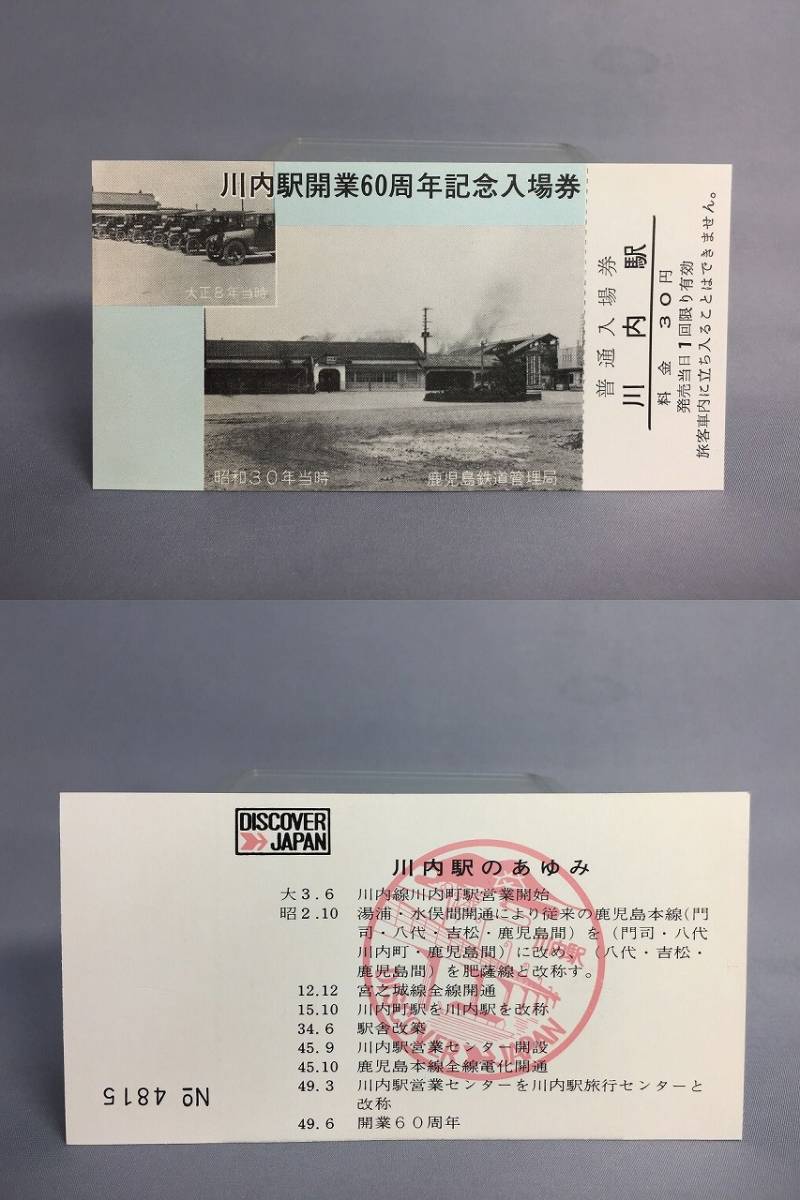 川内駅開業60周年記念入場券
大正8年当時
昭和30年当時
鹿児島鉄道管理局
普通入場券
川内駅
料金 30円
発売当日1回限り有効
旅客車内に立ち入ることはできません。
DISCOVER
JAPAN
川内駅のあゆみ
大3.6 川内線川内町駅営業開始
昭2.10 湯浦・水俣間開通により従来の鹿児島本線(門
司・八代・吉松・鹿児島間)を(門司・八代
川内町・鹿児島間)に改め、(八代・吉松・
鹿児島間)を肥薩線と改称す。
12.12 宮之城線全線開通
15.10 川内町駅を川内駅を改称
34.6 駅舎改築
45.9 川内駅営業センター開設
45.10 鹿児島本線全線電化開通
49.3 川内駅営業センターを川内駅旅行センターと
改称
49.6 開業60周年
川内駅
DISCOVER JAPAN
№ 4815